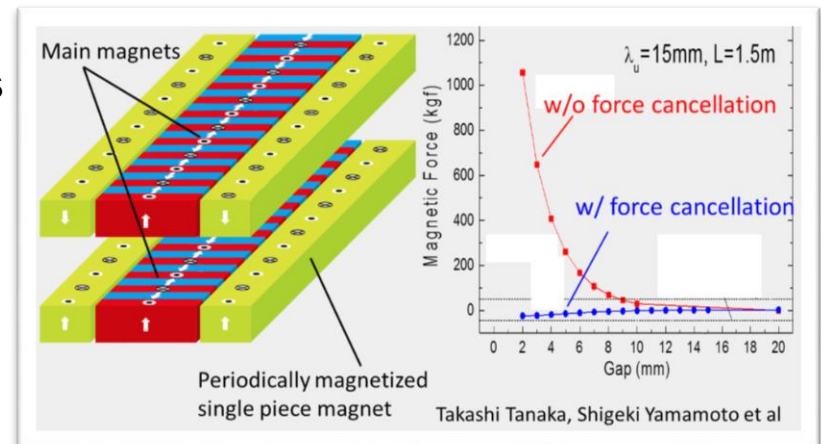 s
Main magnets
Periodically magnetized
single piece magnet
λu=15mm, L=1.5m
w/o force cancellation
w/ force cancellation
Magnetic Force (kgf)
1200
1000
800
600
400
200
0
0 2 4 6 8 10 12 14 16 18 20
Gap (mm)
Takashi Tanaka, Shigeki Yamamoto et al